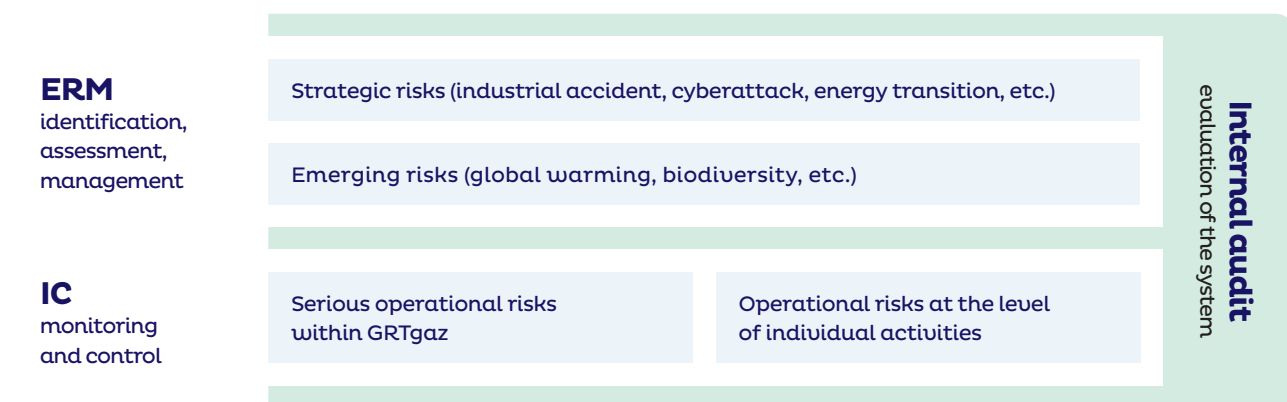 ERM
identification,
assessment,
management
Strategic risks (industrial accident, cyberattack, energy transition, etc.)
Emerging risks (global warming, biodiversity, etc.)
IC
monitoring
and control
Serious operational risks
within GRTgaz
Operational risks at the level
of individual activities
Internal audit
evaluation of the system